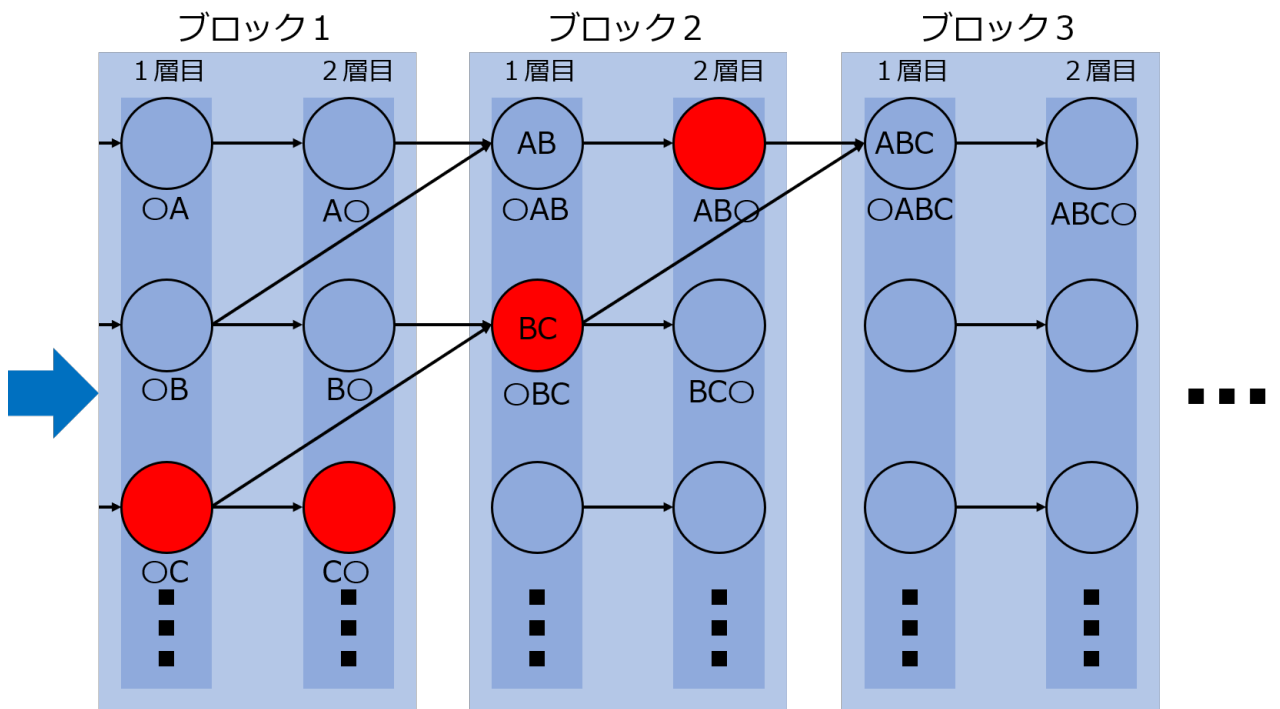 ブロック1
ブロック2
ブロック3
1層目
2層目
1層目
2層目
1層目
2層目
AB
ABC
○A
A○
○AB
AB○
○ABC
ABC○
BC
○B
B○
○BC
BC○
○C
C○